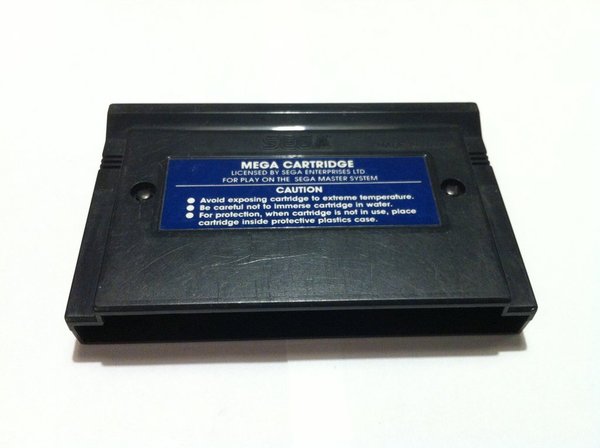 SEGA
MEGA CARTRIDGE
LICENSED BY SEGA ENTERPRISES LTD.
FOR PLAY ON THE SEGA MASTER SYSTEM
CAUTION
● Avoid exposing cartridge to extreme temperature.
● Be careful not to immerse cartridge in water.
● For protection, when cartridge is not in use, place
cartridge inside protective plastics case.